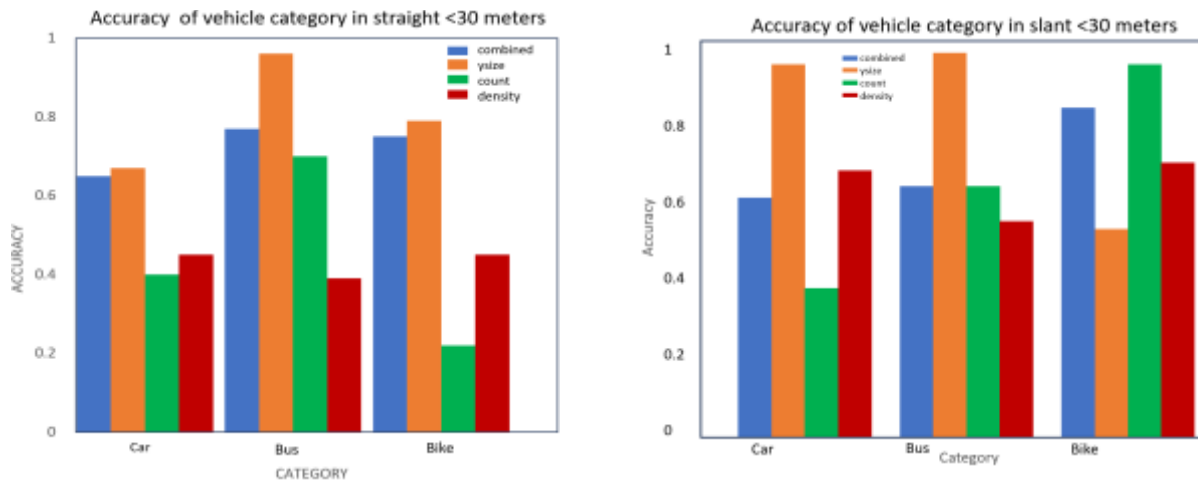 Accuracy of vehicle category in straight <30 meters
1
0.8
0.6
0.4
0.2
0
ACCURACY
combined
ysize
count
density
Car
Bus
Bike
CATEGORY
Accuracy of vehicle category in slant <30 meters
1
0.8
0.6
0.4
0.2
0
Accuracy
combined
ysize
count
density
Car
Bus
Bike
Category